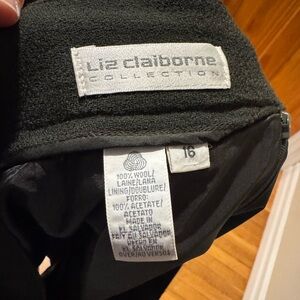 Liz claiborne
COLLECTION
16
100% WOOL/
LAINE/LANA
LINING/DOUBLURE/
FORRO:
100% ACETATE/
ACETATO
MADE IN
EL SALVADOR
FAIT AU SALVADOR
HECHO EN
EL SALVADOR
OVER/AU VERSO/